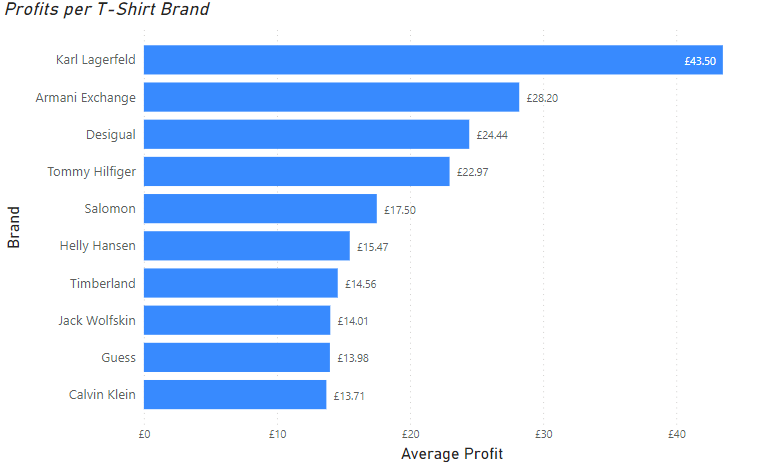 Profits per T-Shirt Brand
Karl Lagerfeld £43.50
Armani Exchange £28.20
Desigual £24.44
Tommy Hilfiger £22.97
Salomon £17.50
Helly Hansen £15.47
Timberland £14.56
Jack Wolfskin £14.01
Guess £13.98
Calvin Klein £13.71
Brand
£0 £10 £20 £30 £40
Average Profit